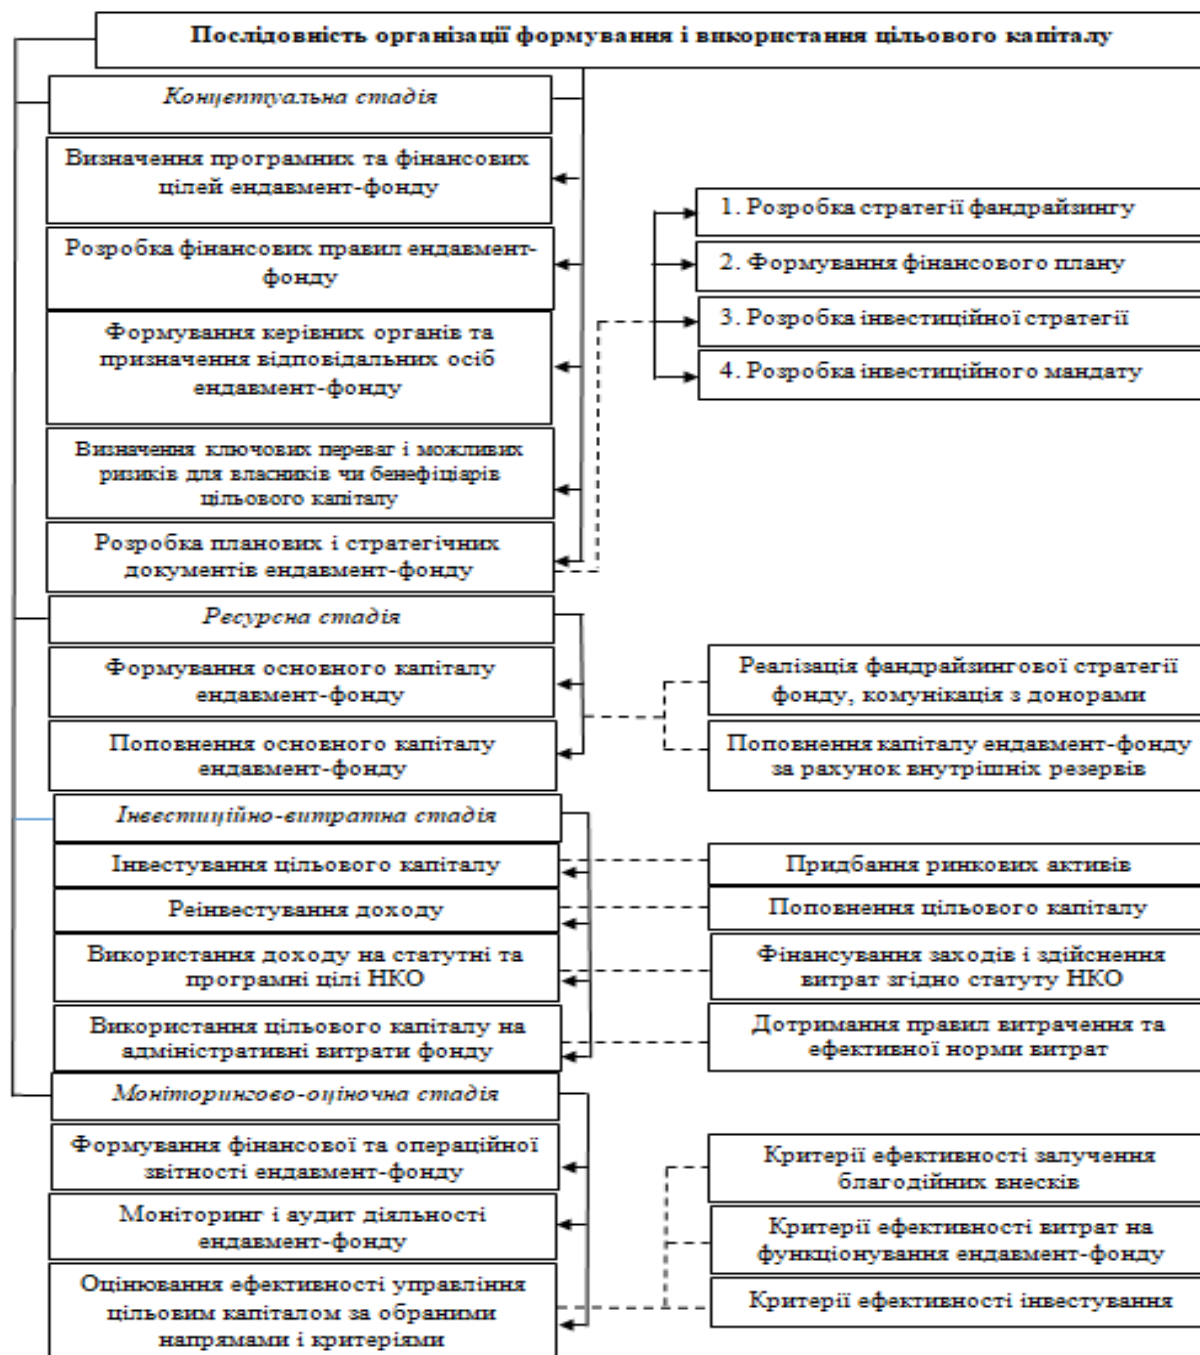 Послідовність організації формування і використання цільового капіталу
Концептуальна стадія
Визначення програмних та фінансових
цілей ендавмент-фонду
Розробка фінансових правил ендавмент-
фонду
Формування керівних органів та
призначення відповідальних осіб
ендавмент-фонду
Визначення ключових переваг і можливих
ризиків для власників чи бенефіціарів
цільового капіталу
Розробка планових і стратегічних
документів ендавмент-фонду
1. Розробка стратегії фандрайзингу
2. Формування фінансового плану
3. Розробка інвестиційної стратегії
4. Розробка інвестиційного мандату
Ресурсна стадія
Формування основного капіталу
ендавмент-фонду
Поповнення основного капіталу
ендавмент-фонду
Реалізація фандрайзингової стратегії
фонду, комунікація з донорами
Поповнення капіталу ендавмент-фонду
за рахунок внутрішніх резервів
Інвестиційно-витратна стадія
Інвестування цільового капіталу
Придбання ринкових активів
Реінвестування доходу
Поповнення цільового капіталу
Використання доходу на статутні та
програмні цілі НКО
Фінансування заходів і здійснення
витрат згідно статуту НКО
Використання цільового капіталу на
адміністративні витрати фонду
Дотримання правил витрачення та
ефективної норми витрат
Моніторингово-оціночна стадія
Формування фінансової та операційної
звітності ендавмент-фонду
Моніторинг і аудит діяльності
ендавмент-фонду
Оцінювання ефективності управління
цільовим капіталом за обраними
напрямами і критеріями
Критерії ефективності залучення
благодійних внесків
Критерії ефективності витрат на
функціонування ендавмент-фонду
Критерії ефективності інвестування